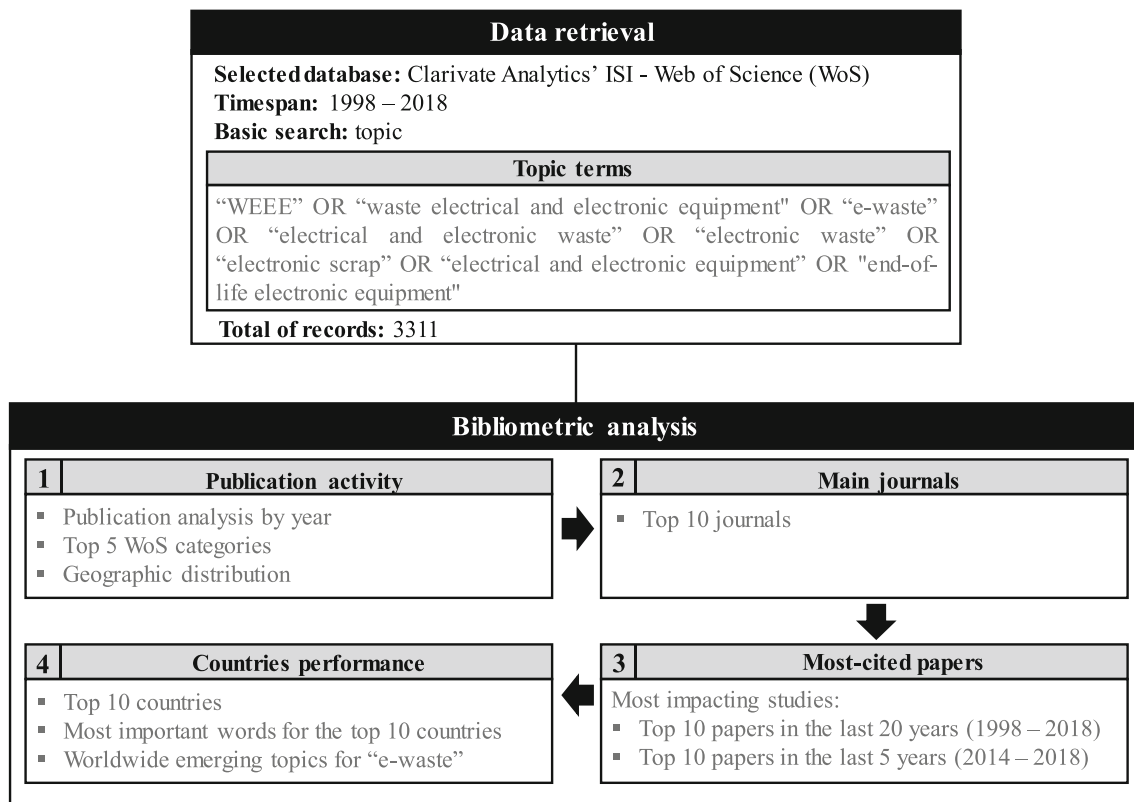 Data retrieval
Selected database: Clarivate Analytics’ ISI - Web of Science (WoS)
Timespan: 1998 – 2018
Basic search: topic
Topic terms
“WEEE” OR “waste electrical and electronic equipment" OR “e-waste”
OR “electrical and electronic waste” OR “electronic waste” OR
“electronic scrap” OR “electrical and electronic equipment” OR "end-of-
life electronic equipment"
Total of records: 3311
Bibliometric analysis
1 Publication activity
▪ Publication analysis by year
▪ Top 5 WoS categories
▪ Geographic distribution
2 Main journals
▪ Top 10 journals
3 Most-cited papers
Most impacting studies:
▪ Top 10 papers in the last 20 years (1998 – 2018)
▪ Top 10 papers in the last 5 years (2014 – 2018)
4 Countries performance
▪ Top 10 countries
▪ Most important words for the top 10 countries
▪ Worldwide emerging topics for “e-waste”